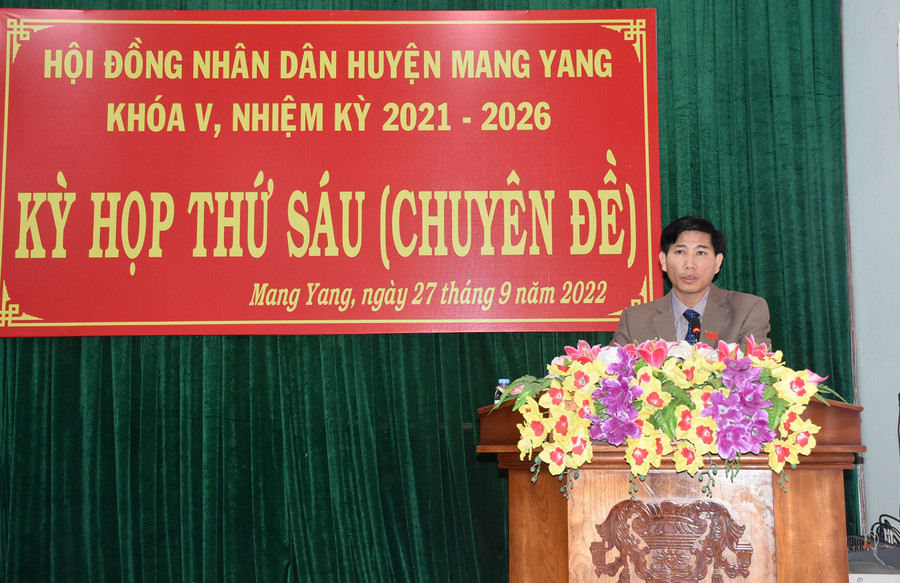 HỘI ĐỒNG NHÂN DÂN HUYỆN MANG YANG
KHÓA V, NHIỆM KỲ 2021 - 2026
KỲ HỌP THỨ SÁU (CHUYÊN ĐỀ)
Mang Yang, ngày 27 tháng 9 năm 2022